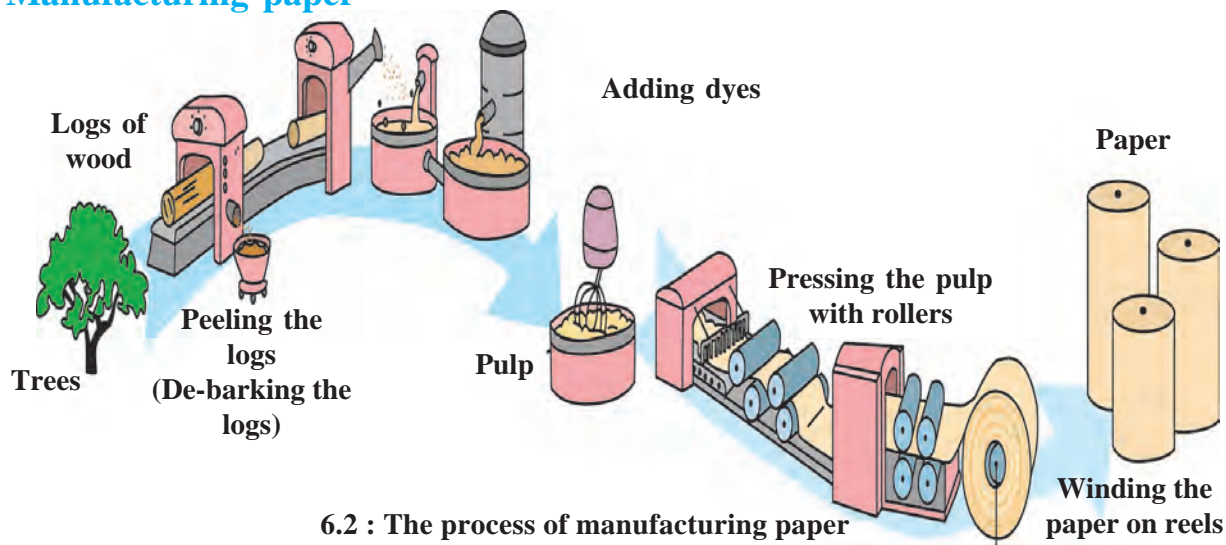 Manufacturing paper
Adding dyes
Logs of
wood
Paper
Peeling the
logs
(De-barking the
logs)
Trees
Pulp
Pressing the pulp
with rollers
Winding the
paper on reels
6.2 : The process of manufacturing paper